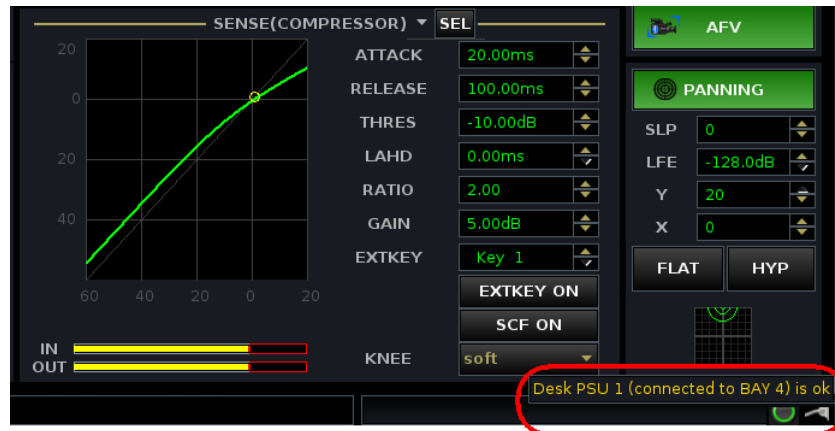 SENSE(COMPRESSOR) SEL
AFV
20
0
20
40
60 40 20 0 20
ATTACK 20.00ms
RELEASE 100.00ms
THRES -10.00dB
LAHD 0.00ms
RATIO 2.00
GAIN 5.00dB
EXTKEY Key 1
EXTKEY ON
SCF ON
KNEE soft
IN
OUT
PANNING
SLP 0
LFE -128.0dB
Y 20
X 0
FLAT HYP
Desk PSU 1 (connected to BAY 4) is ok